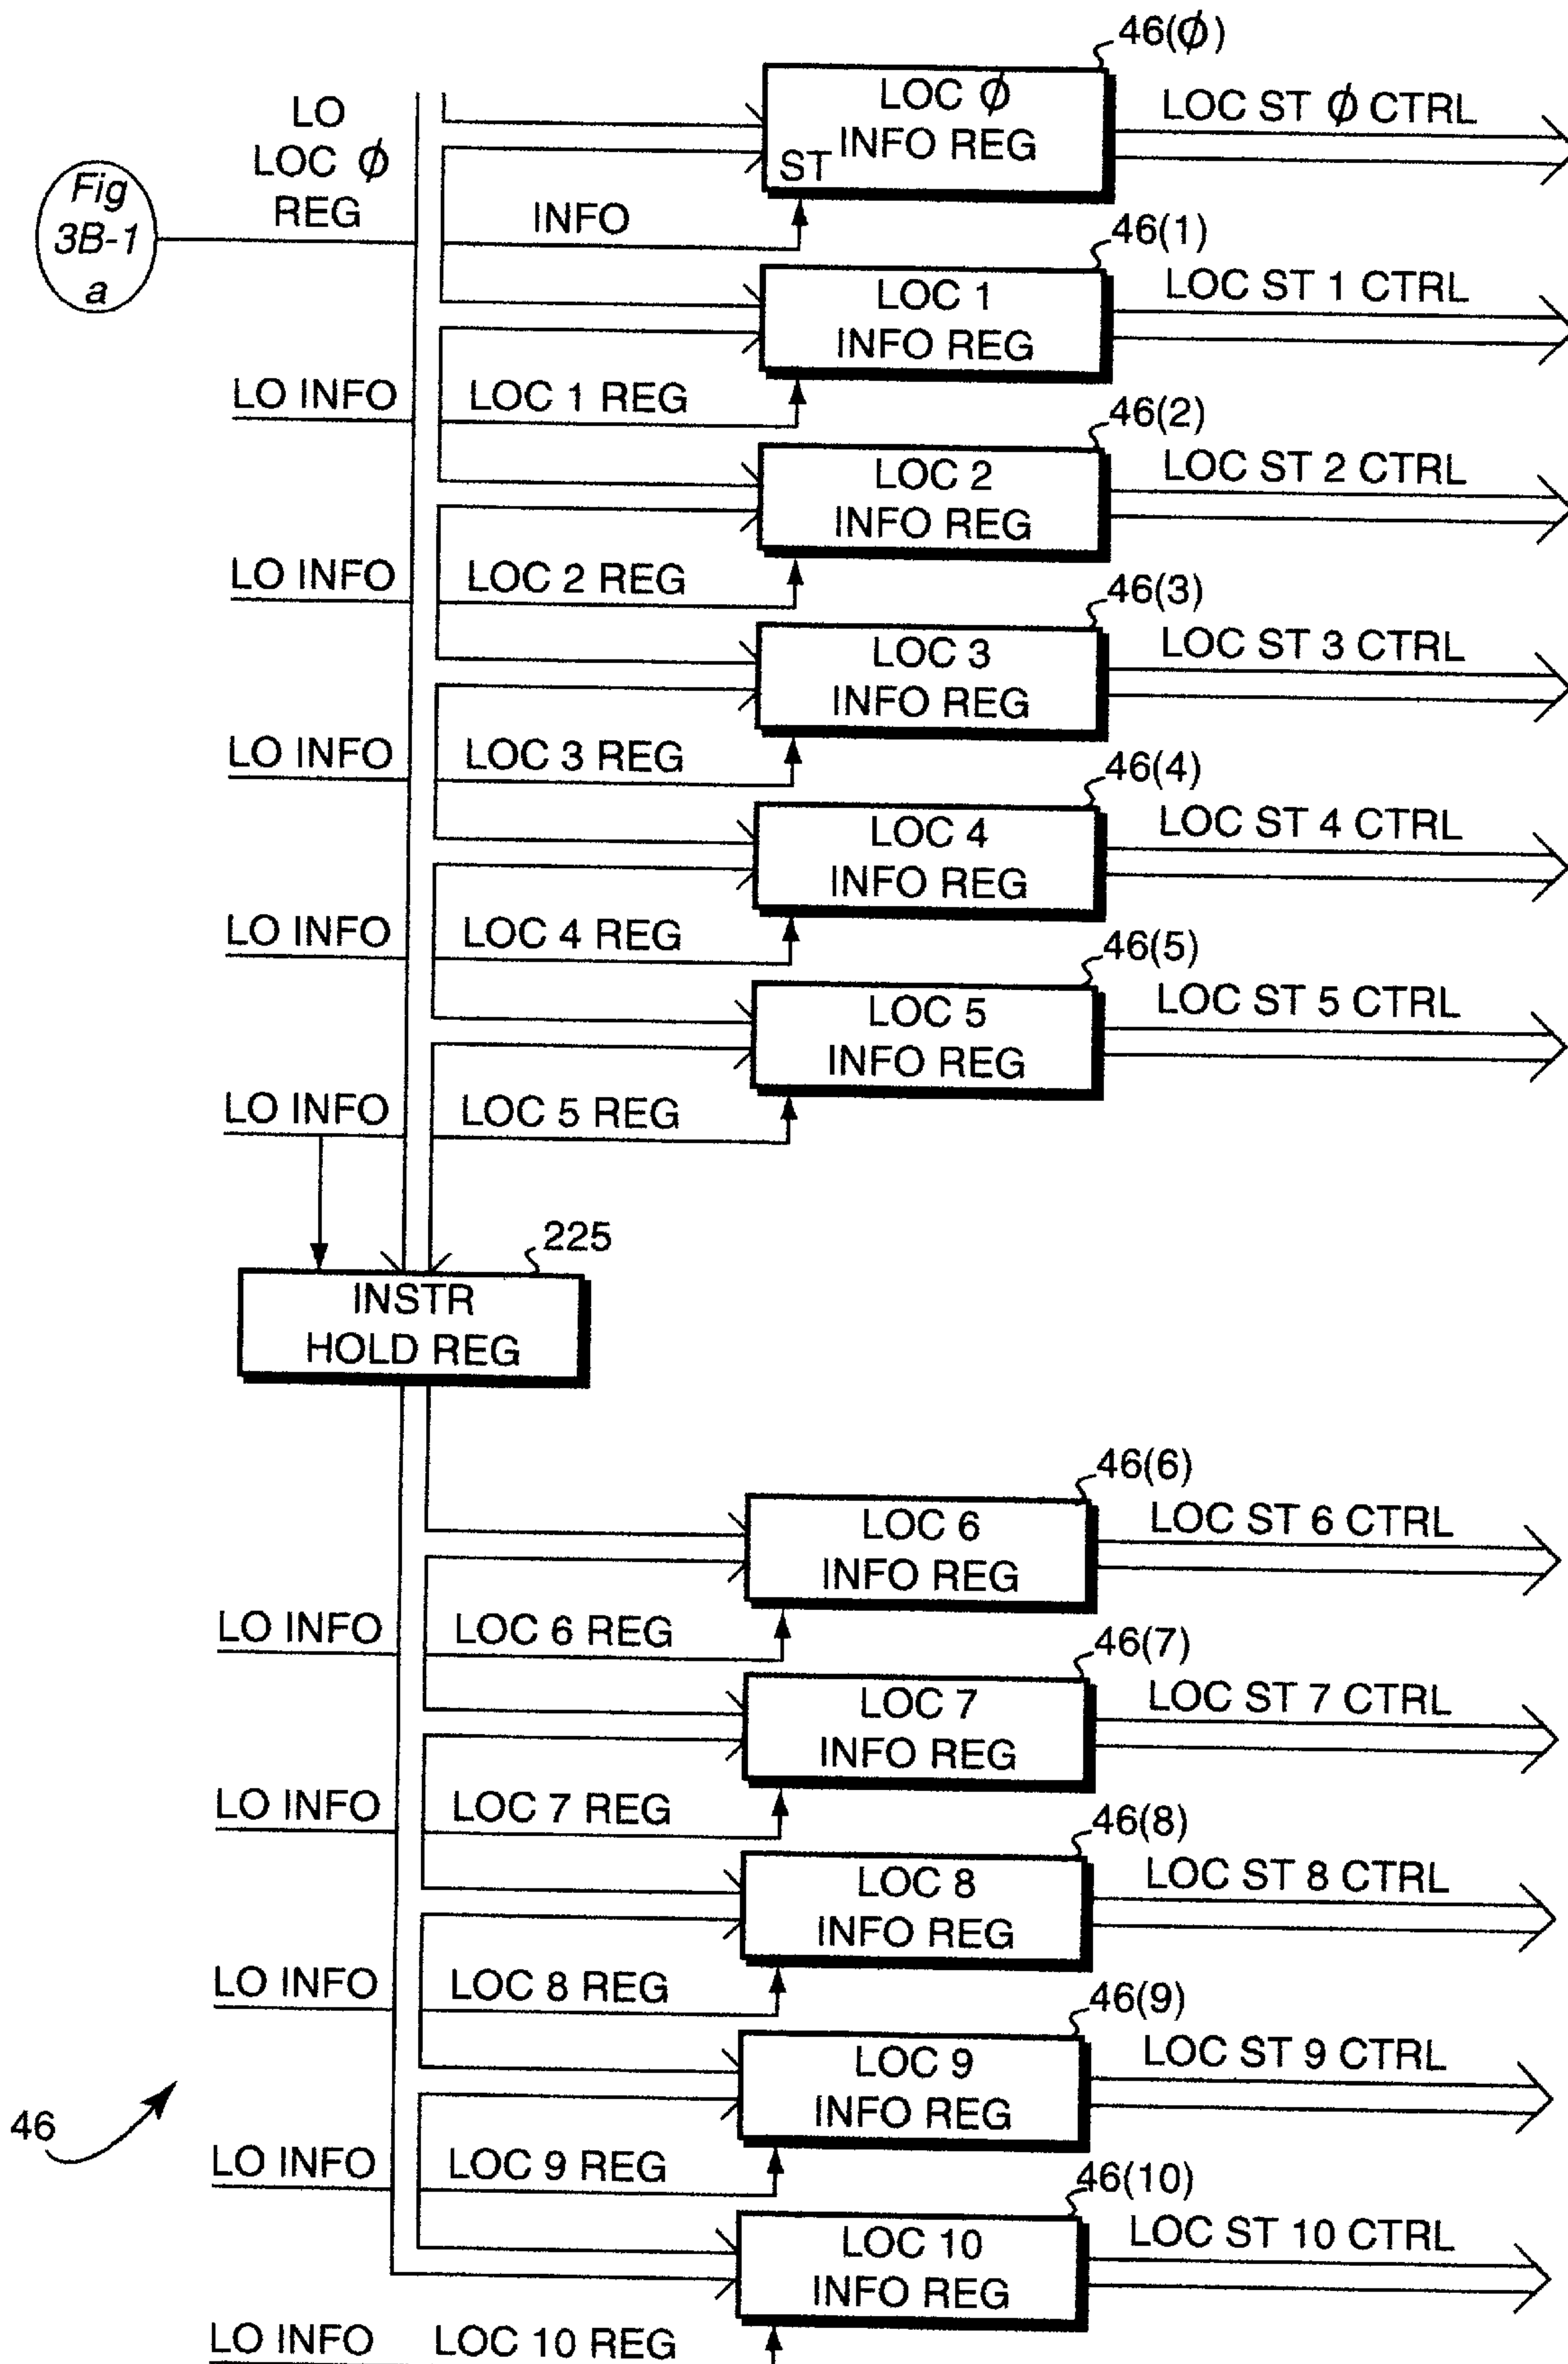 46(ϕ)
LO
LOC ϕ
REG
LOC ϕ
INFO REG
ST
LOC ST ϕ CTRL
Fig
3B-1
a
INFO
46(1)
LOC 1
INFO REG
LOC ST 1 CTRL
LO INFO LOC 1 REG
46(2)
LOC 2
INFO REG
LOC ST 2 CTRL
LO INFO LOC 2 REG
46(3)
LOC 3
INFO REG
LOC ST 3 CTRL
LO INFO LOC 3 REG
46(4)
LOC 4
INFO REG
LOC ST 4 CTRL
LO INFO LOC 4 REG
46(5)
LOC 5
INFO REG
LOC ST 5 CTRL
LO INFO LOC 5 REG
225
INSTR
HOLD REG
46(6)
LOC 6
INFO REG
LOC ST 6 CTRL
LO INFO LOC 6 REG
46(7)
LOC 7
INFO REG
LOC ST 7 CTRL
LO INFO LOC 7 REG
46(8)
LOC 8
INFO REG
LOC ST 8 CTRL
LO INFO LOC 8 REG
46(9)
LOC 9
INFO REG
LOC ST 9 CTRL
46
LO INFO LOC 9 REG
46(10)
LOC 10
INFO REG
LOC ST 10 CTRL
LO INFO LOC 10 REG